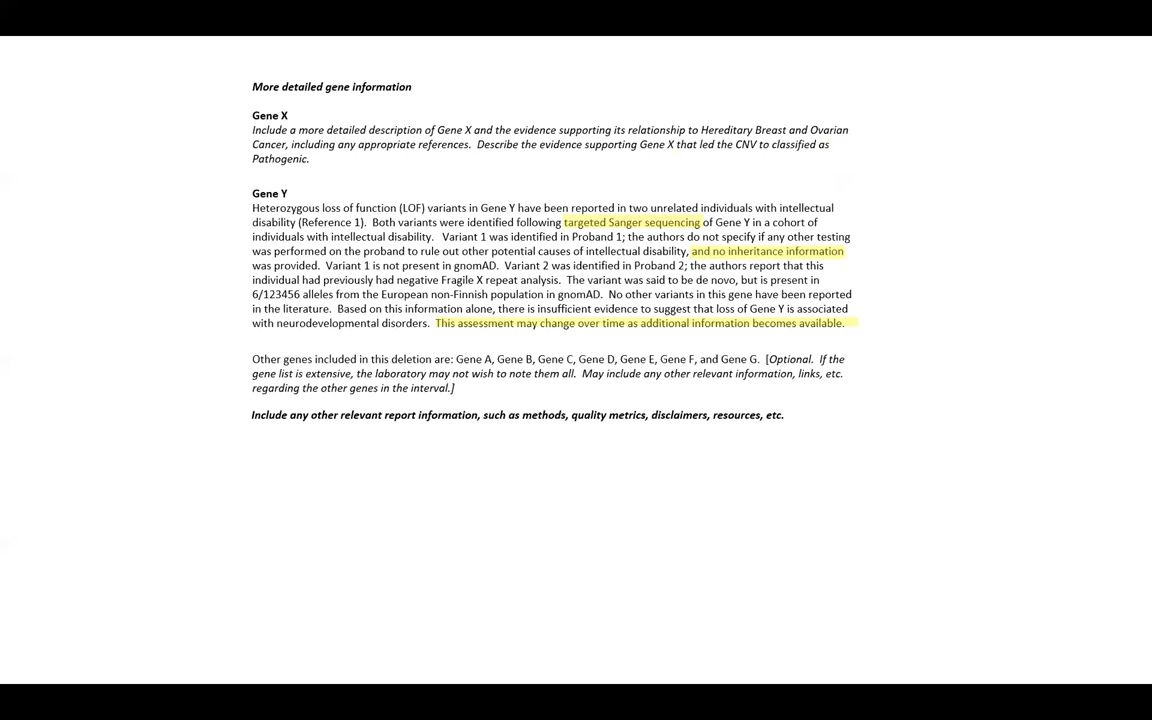 More detailed gene information
Gene X
Include a more detailed description of Gene X and the evidence supporting its relationship to Hereditary Breast and Ovarian
Cancer, including any appropriate references.  Describe the evidence supporting Gene X that led the CNV to classified as
Pathogenic.
Gene Y
Heterozygous loss of function (LOF) variants in Gene Y have been reported in two unrelated individuals with intellectual
disability (Reference 1).  Both variants were identified following targeted Sanger sequencing of Gene Y in a cohort of
individuals with intellectual disability.   Variant 1 was identified in Proband 1; the authors do not specify if any other testing
was performed on the proband to rule out other potential causes of intellectual disability, and no inheritance information
was provided.  Variant 1 is not present in gnomAD.  Variant 2 was identified in Proband 2; the authors report that this
individual had previously had negative Fragile X repeat analysis.  The variant was said to be de novo, but is present in
6/123456 alleles from the European non-Finnish population in gnomAD.  No other variants in this gene have been reported
in the literature.  Based on this information alone, there is insufficient evidence to suggest that loss of Gene Y is associated
with neurodevelopmental disorders.  This assessment may change over time as additional information becomes available.
Other genes included in this deletion are: Gene A, Gene B, Gene C, Gene D, Gene E, Gene F, and Gene G.  [Optional.  If the
gene list is extensive, the laboratory may not wish to note them all.  May include any other relevant information, links, etc.
regarding the other genes in the interval.]
Include any other relevant report information, such as methods, quality metrics, disclaimers, resources, etc.